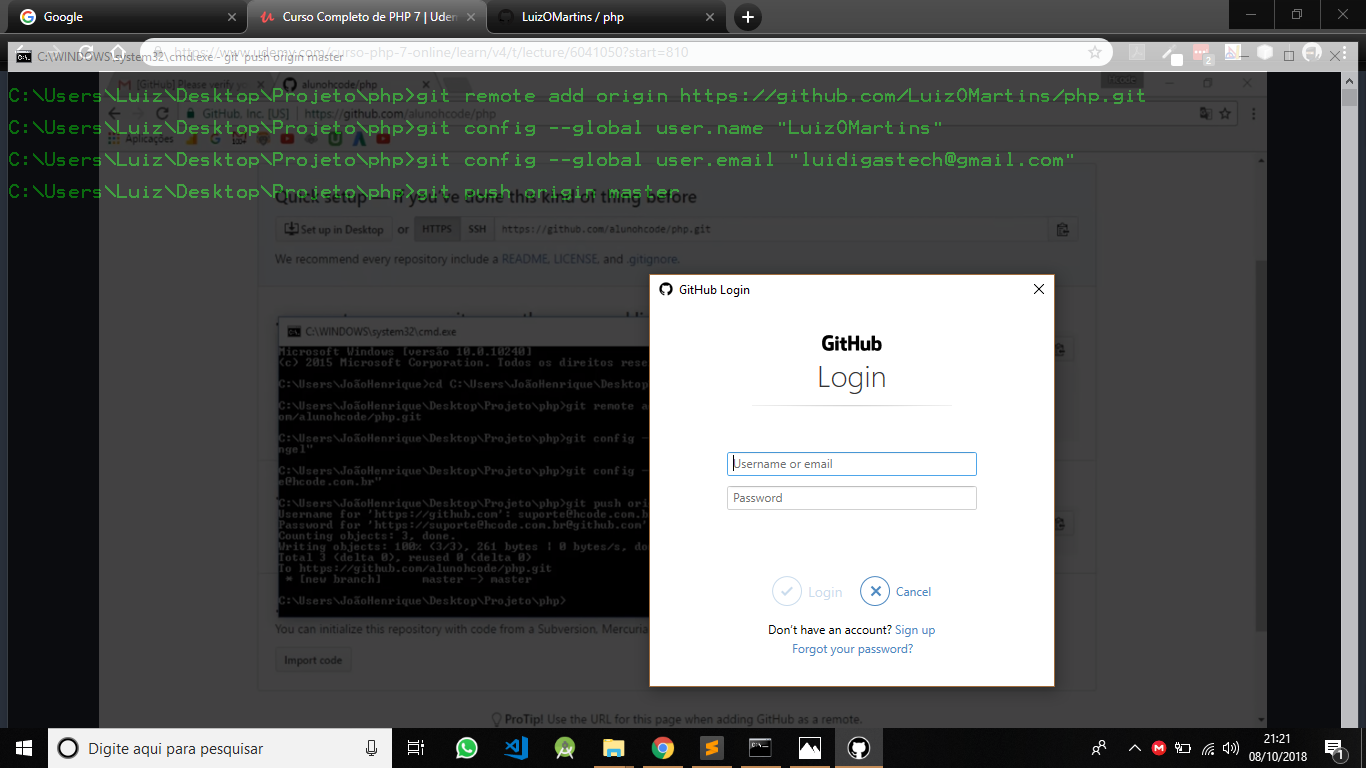 Google
Curso Completo de PHP 7 | Udem
LuizOMartins / php
https://www.udemy.com/curso-php-7-online/learn/v4/t/lecture/6041050?start=810
C:\WINDOWS\system32\cmd.exe - git push origin master
[GitHub] Please verify yo
alunohcode/php
GitHub, Inc. [US] | https://github.com/alunohcode/php
Aplicações
C:\Users\Luiz\Desktop\Projeto\php>git remote add origin https://github.com/LuizOMartins/php.git
C:\Users\Luiz\Desktop\Projeto\php>git config --global user.name "LuizOMartins"
C:\Users\Luiz\Desktop\Projeto\php>git config --global user.email "luidigastech@gmail.com"
C:\Users\Luiz\Desktop\Projeto\php>git push origin master
Quick setup — if you've done this kind of thing before
Set up in Desktop or HTTPS SSH https://github.com/alunohcode/php.git
We recommend every repository include a README, LICENSE, and .gitignore.
GitHub Login
GitHub
Login
Username or email
Password
Login
Cancel
Don't have an account? Sign up
Forgot your password?
C:\WINDOWS\system32\cmd.exe
Microsoft Windows [versão 10.0.10240]
(c) 2015 Microsoft Corporation. Todos os direitos rese
C:\Users\JoãoHenrique>cd C:\Users\JoãoHenrique\Desktop
C:\Users\JoãoHenrique\Desktop\Projeto\php>git remote a
om/alunohcode/php.git
C:\Users\JoãoHenrique\Desktop\Projeto\php>git config -
ngel"
C:\Users\JoãoHenrique\Desktop\Projeto\php>git config -
e@hcode.com.br"
C:\Users\JoãoHenrique\Desktop\Projeto\php>git push ori
Username for 'https://github.com': suporte@hcode.com.b
Password for 'https://suporte@hcode.com.br@github.com'
Counting objects: 3, done.
Writing objects: 100% (3/3), 261 bytes | 0 bytes/s, do
Total 3 (delta 0), reused 0 (delta 0)
To https://github.com/alunohcode/php.git
* [new branch] master -> master
C:\Users\JoãoHenrique\Desktop\Projeto\php>
You can initialize this repository with code from a Subversion, Mercuria
Import code
ProTip! Use the URL for this page when adding GitHub as a remote.
Digite aqui para pesquisar
21:21
08/10/2018
1
2